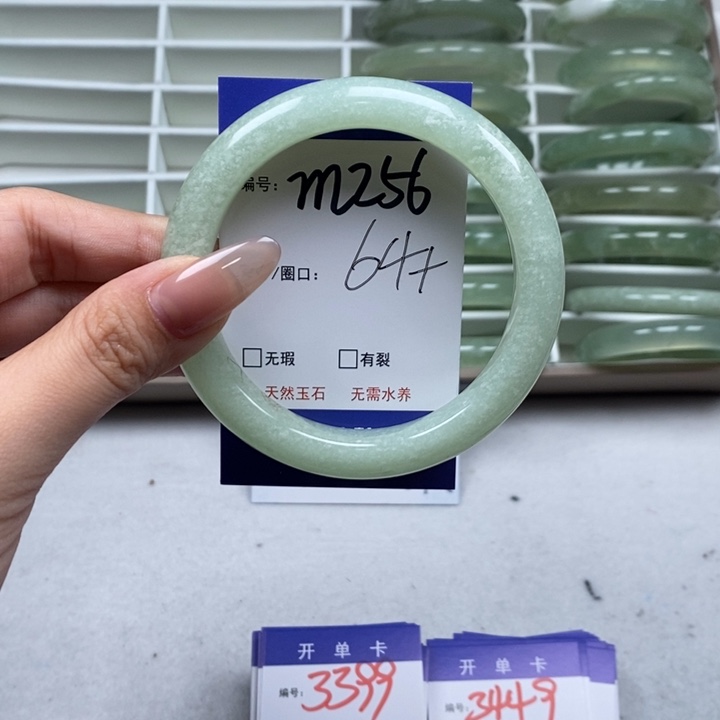 编号: m256
/圈口: 64+
□无瑕 □有裂
天然玉石 无需水养
开单卡
编号: 3399
开单卡
编号: 3449